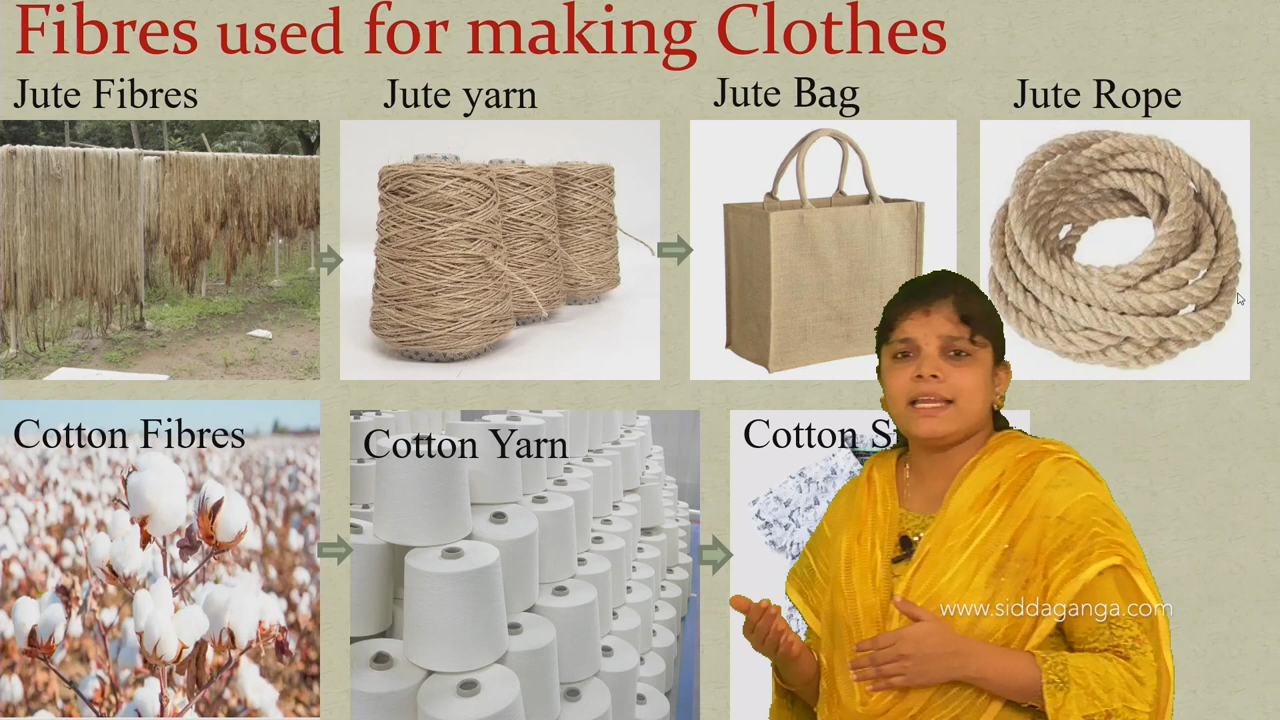 Fibres used for making Clothes
Jute Fibres
Jute yarn
Jute Bag
Jute Rope
Cotton Fibres
Cotton Yarn
Cotton
www.siddaganga.com